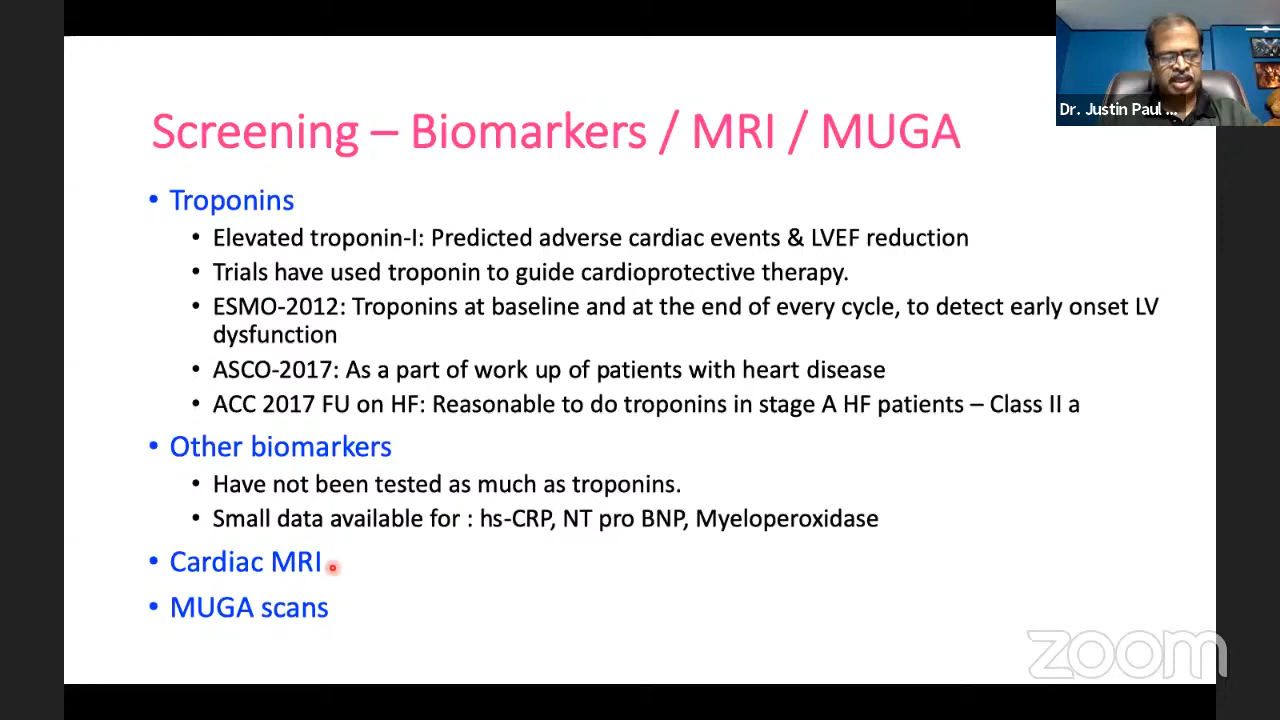 Dr. Justin Paul ...
Screening – Biomarkers / MRI / MUGA
• Troponins
• Elevated troponin-I: Predicted adverse cardiac events & LVEF reduction
• Trials have used troponin to guide cardioprotective therapy.
• ESMO-2012: Troponins at baseline and at the end of every cycle, to detect early onset LV
dysfunction
• ASCO-2017: As a part of work up of patients with heart disease
• ACC 2017 FU on HF: Reasonable to do troponins in stage A HF patients – Class II a
• Other biomarkers
• Have not been tested as much as troponins.
• Small data available for : hs-CRP, NT pro BNP, Myeloperoxidase
• Cardiac MRI
• MUGA scans
zoom